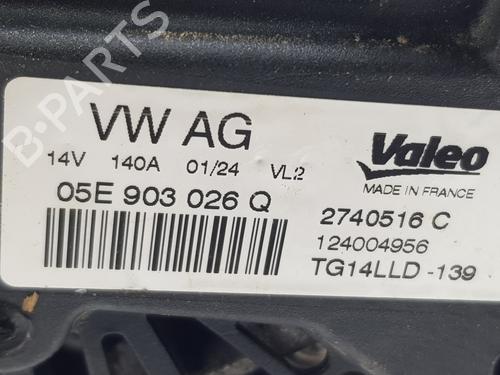 VW AG
14V 140A 01/24 VL2
05E 903 026 Q
Valeo
MADE IN FRANCE
2740516 C
124004956
TG14LLD -139
B-PARTS